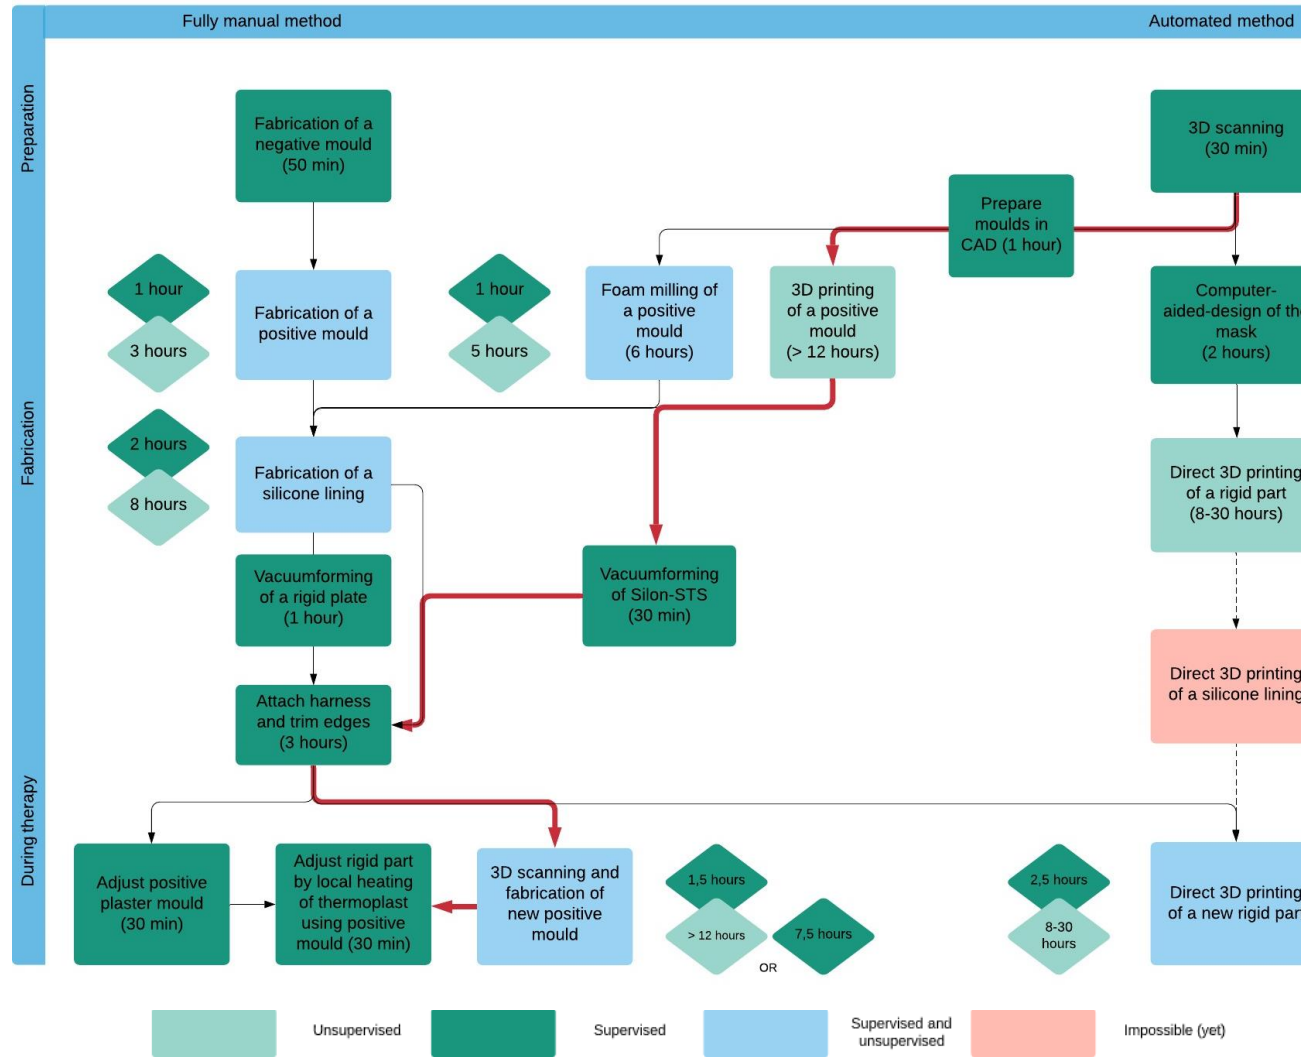 Fully manual method
Automated method
Preparation
Fabrication of a
negative mould
(50 min)
3D scanning
(30 min)
Prepare
moulds in
CAD (1 hour)
1 hour
3 hours
Fabrication of a
positive mould
1 hour
5 hours
Foam milling of
a positive
mould
(6 hours)
3D printing
of a positive
mould
(> 12 hours)
Computer-
aided-design of the
mask
(2 hours)
Fabrication
2 hours
8 hours
Fabrication of a
silicone lining
Direct 3D printing
of a rigid part
(8-30 hours)
Vacuumforming
of a rigid plate
(1 hour)
Vacuumforming
of Silon-STS
(30 min)
Direct 3D printing
of a silicone lining
Attach harness
and trim edges
(3 hours)
During therapy
Adjust positive
plaster mould
(30 min)
Adjust rigid part
by local heating
of thermoplast
using positive
mould (30 min)
3D scanning and
fabrication of
new positive
mould
1,5 hours
> 12 hours
7,5 hours
OR
2,5 hours
8-30
hours
Direct 3D printing
of a new rigid part
Unsupervised
Supervised
Supervised and
unsupervised
Impossible (yet)